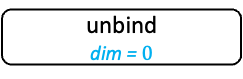 unbind
dim = 0